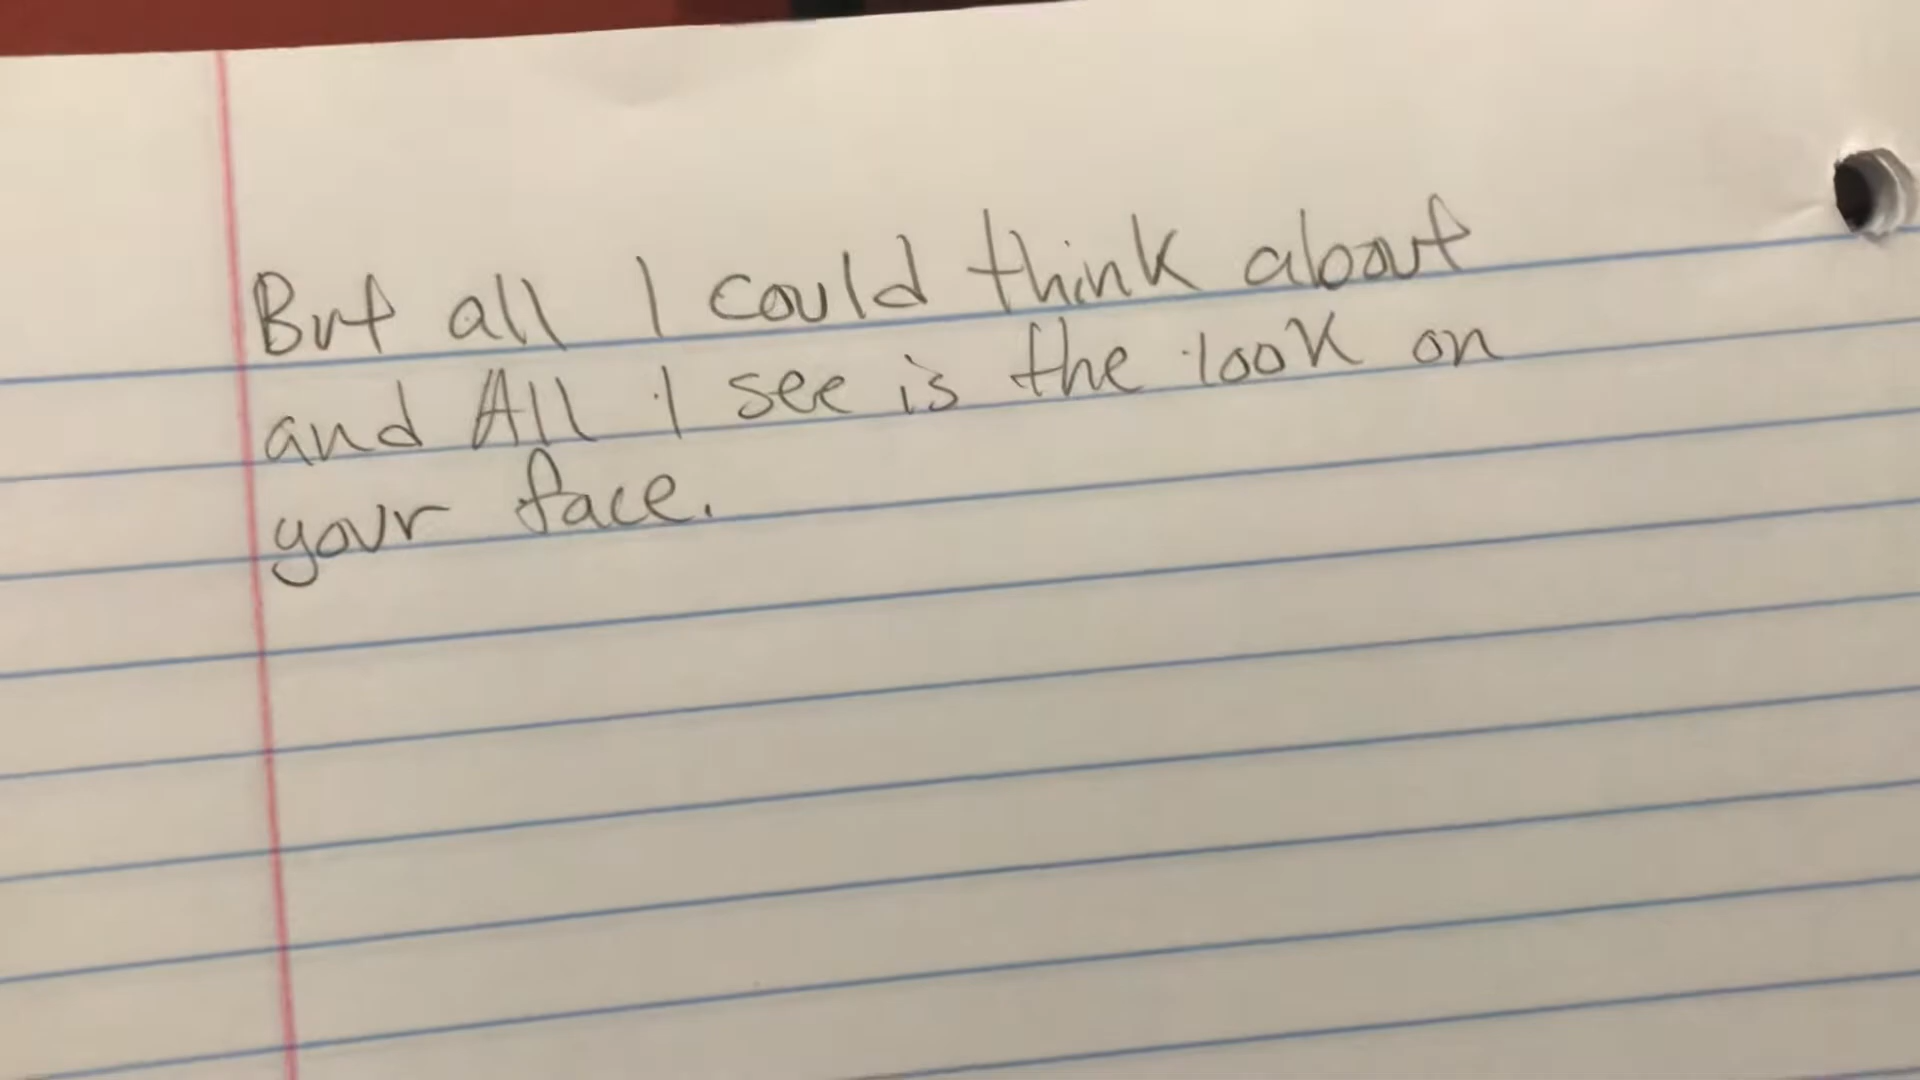 But all I could think about
and All I see is the look on
your face.